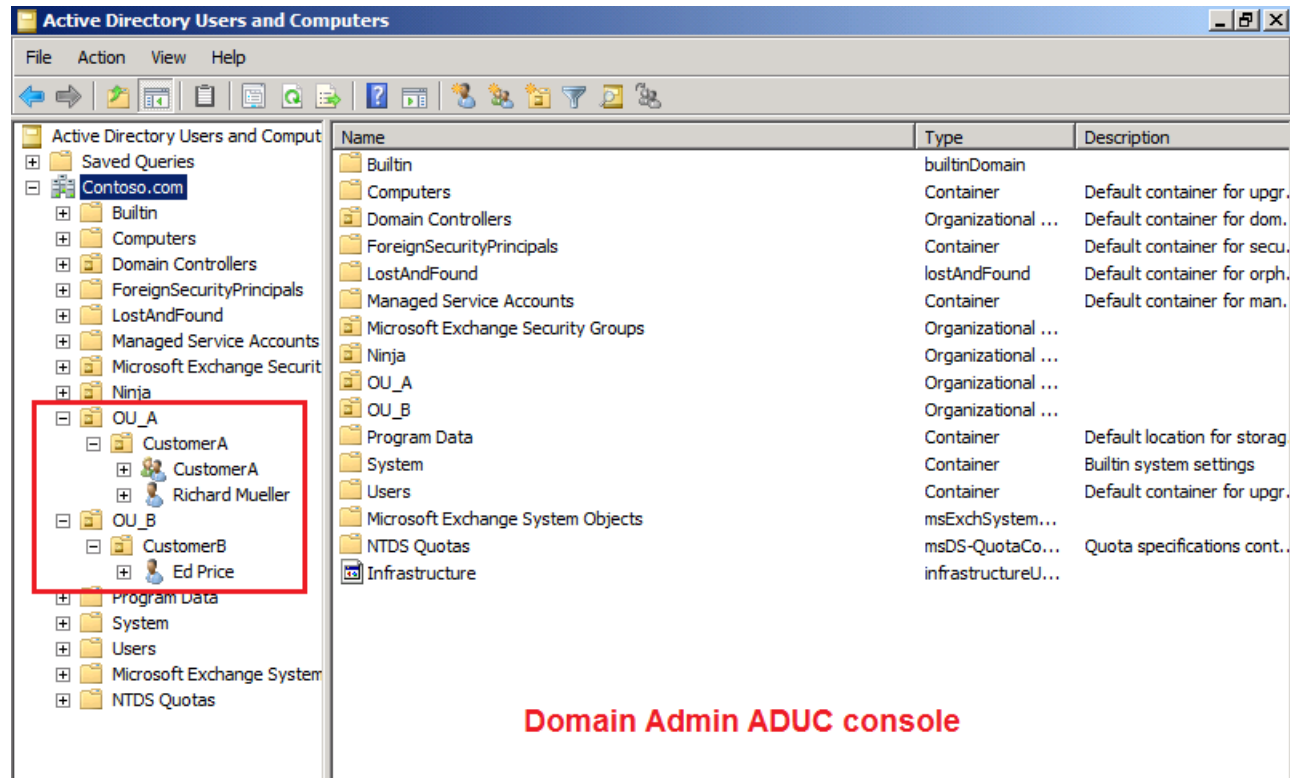 Active Directory Users and Computers
File Action View Help
Active Directory Users and Comput
Saved Queries
Contoso.com
Builtin
Computers
Domain Controllers
ForeignSecurityPrincipals
LostAndFound
Managed Service Accounts
Microsoft Exchange Securit
Ninja
OU_A
CustomerA
CustomerA
Richard Mueller
OU_B
CustomerB
Ed Price
Program Data
System
Users
Microsoft Exchange System
NTDS Quotas
Name Type Description
Builtin builtinDomain
Computers Container Default container for upgr.
Domain Controllers Organizational ... Default container for dom.
ForeignSecurityPrincipals Container Default container for secu.
LostAndFound lostAndFound Default container for orph.
Managed Service Accounts Container Default container for man.
Microsoft Exchange Security Groups Organizational ...
Ninja Organizational ...
OU_A Organizational ...
OU_B Organizational ...
Program Data Container Default location for storag
System Container Builtin system settings
Users Container Default container for upgr.
Microsoft Exchange System Objects msExchSystem...
NTDS Quotas msDS-QuotaCo... Quota specifications cont..
Infrastructure infrastructureU...
Domain Admin ADUC console